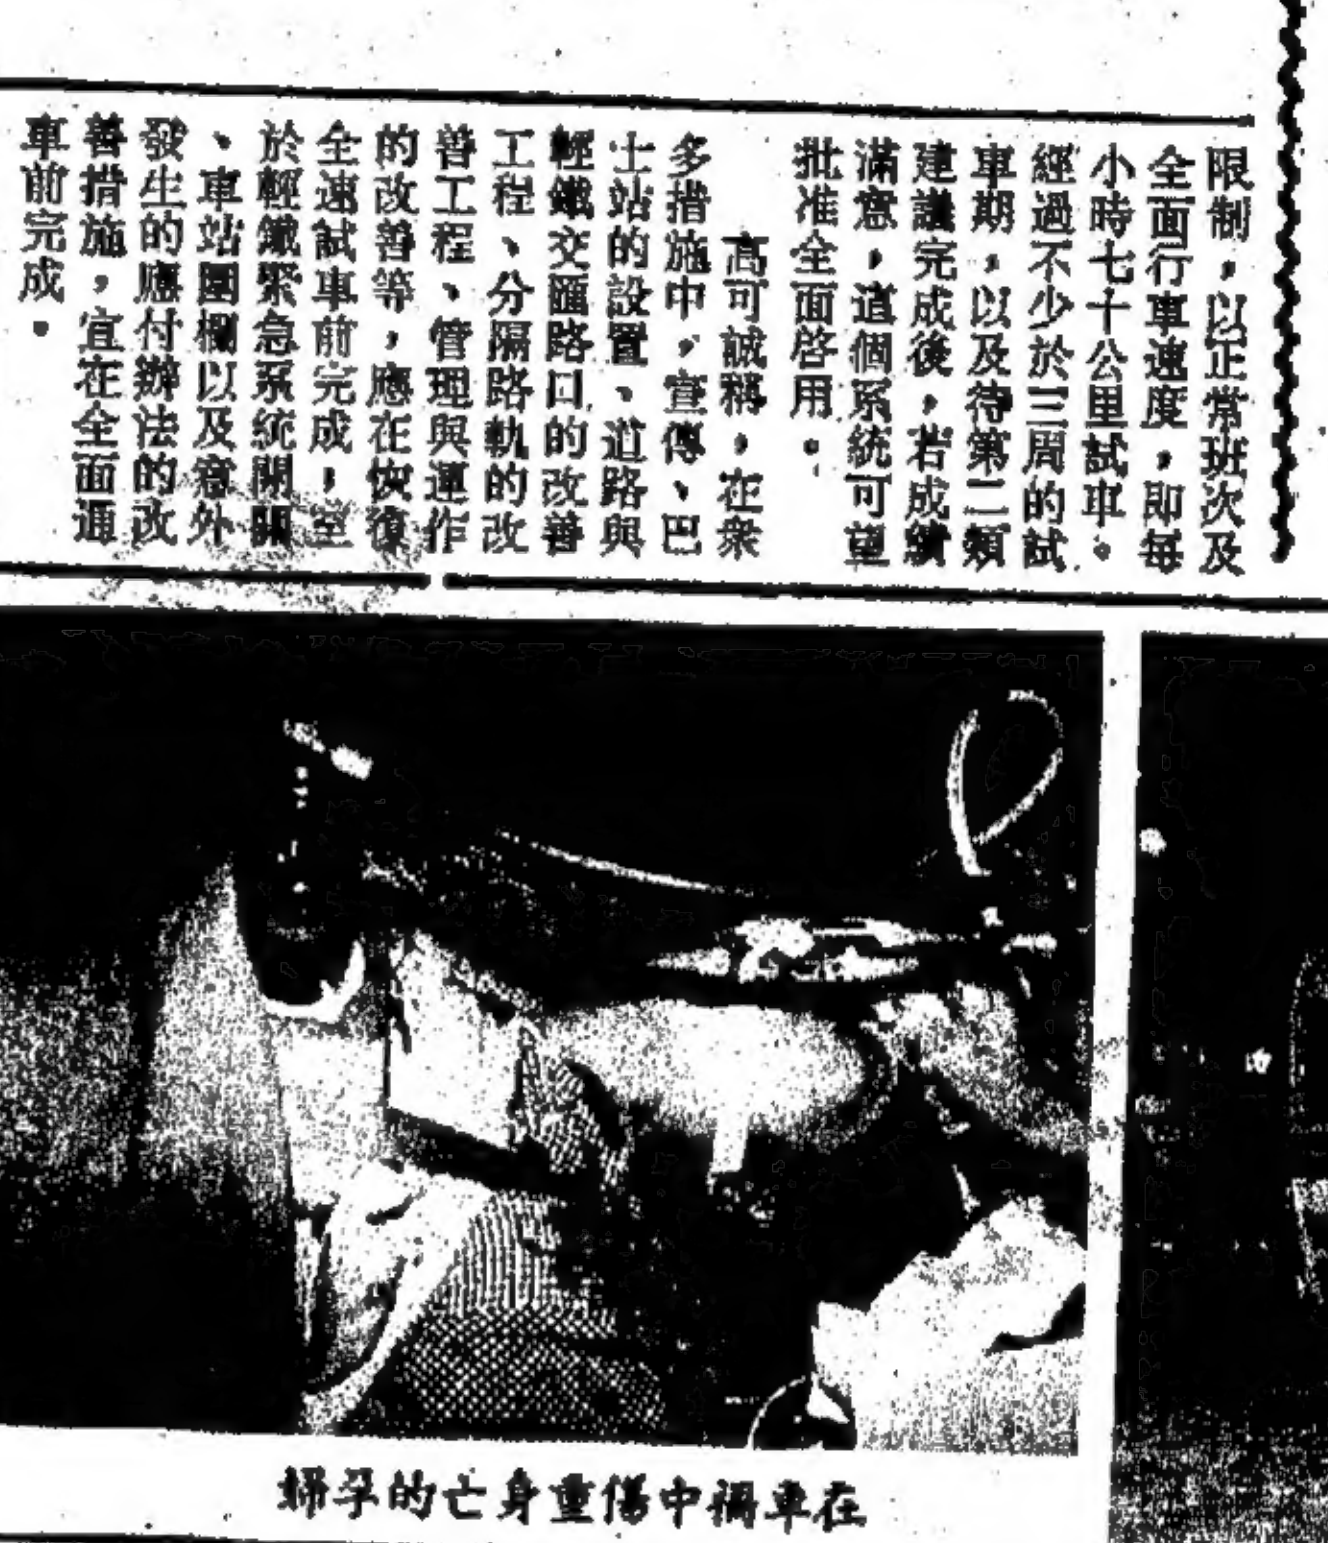 限制，以正常班次及
全面行車速度，即每
小時七十公里試車。
經過不少於三周的試
車期，以及待第二類
建議完成後，若成績
滿意，這個系統可望
批准全面啓用。
高可誠稱，在衆
多措施中，宣傳、巴
士站的設置、道路與
輕鐵交匯路口的改善
工程、分隔路軌的改
善工程、管理與運作
的改善等，應在恢復
全速試車前完成，至
於輕鐵緊急系統開關
、車站圍欄以及意外
發生的應付辦法的改
善措施，宜在全面通
車前完成。
婦孕的亡身重傷中禍車在